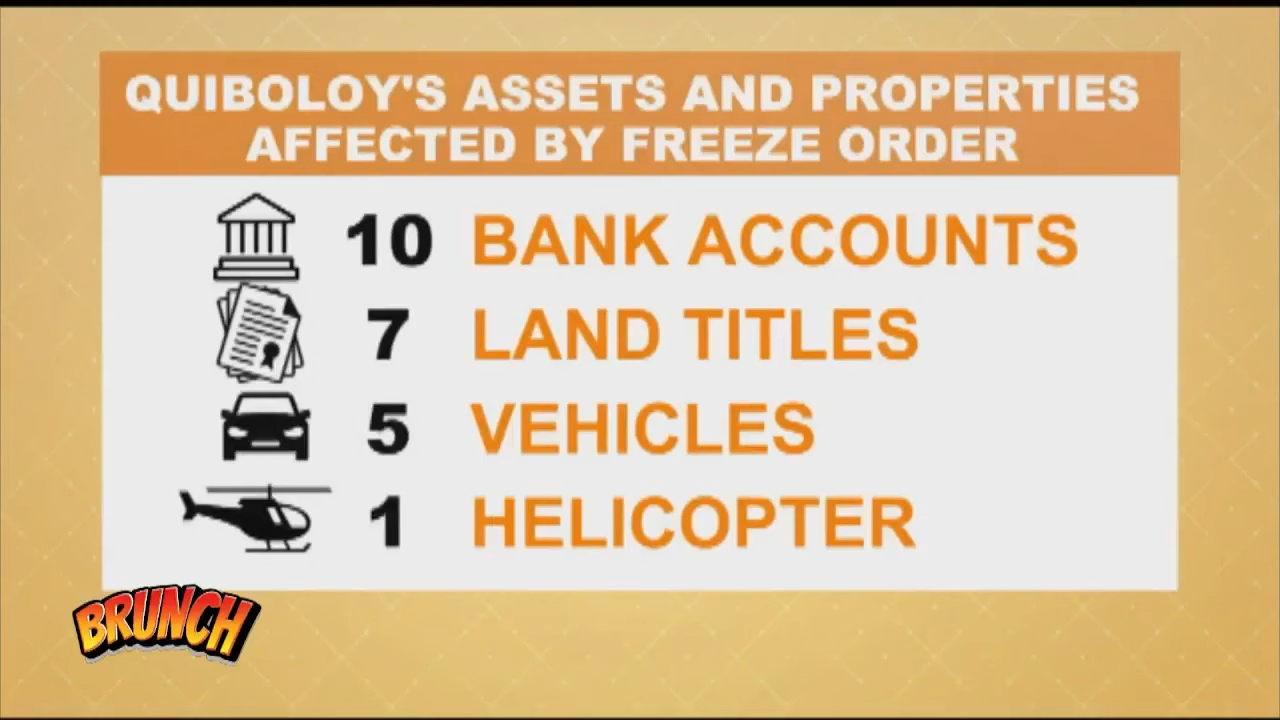 QUIBOLOY'S ASSETS AND PROPERTIES
AFFECTED BY FREEZE ORDER
10 BANK ACCOUNTS
7 LAND TITLES
5 VEHICLES
1 HELICOPTER
BRUNCH